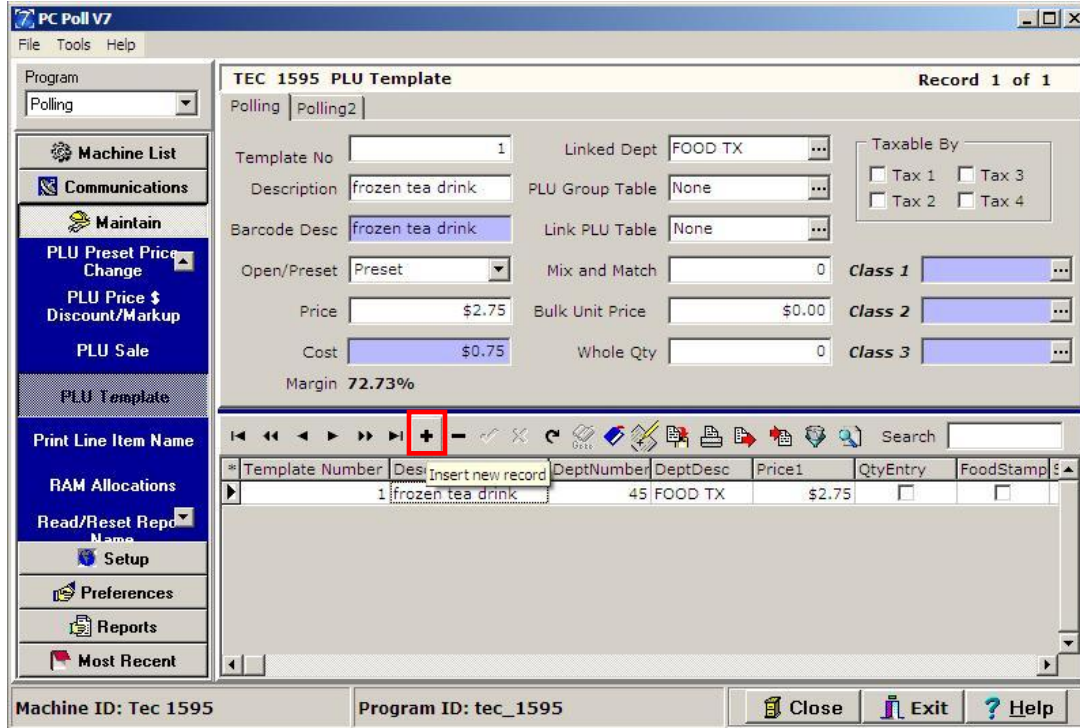 PC Poll V7
File Tools Help
Program
Polling
Machine List
Communications
Maintain
PLU Preset Price
Change
PLU Price $
Discount/Markup
PLU Sale
PLU Template
Print Line Item Name
RAM Allocations
Read/Reset Repo
Name
Setup
Preferences
Reports
Most Recent
TEC 1595 PLU Template Record 1 of 1
Polling Polling2
Template No 1
Description frozen tea drink
Barcode Desc frozen tea drink
Open/Preset Preset
Price $2.75
Cost $0.75
Margin 72.73%
Linked Dept FOOD TX ...
PLU Group Table None ...
Link PLU Table None ...
Mix and Match 0
Bulk Unit Price $0.00
Whole Qty 0
Taxable By
Tax 1 Tax 3
Tax 2 Tax 4
Class 1 ...
Class 2 ...
Class 3 ...
Search
* Template Number Desc DeptNumber DeptDesc Price1 QtyEntry FoodStamp
Insert new record
1 frozen tea drink 45 FOOD TX $2.75
Machine ID: Tec 1595 Program ID: tec_1595 Close Exit ? Help